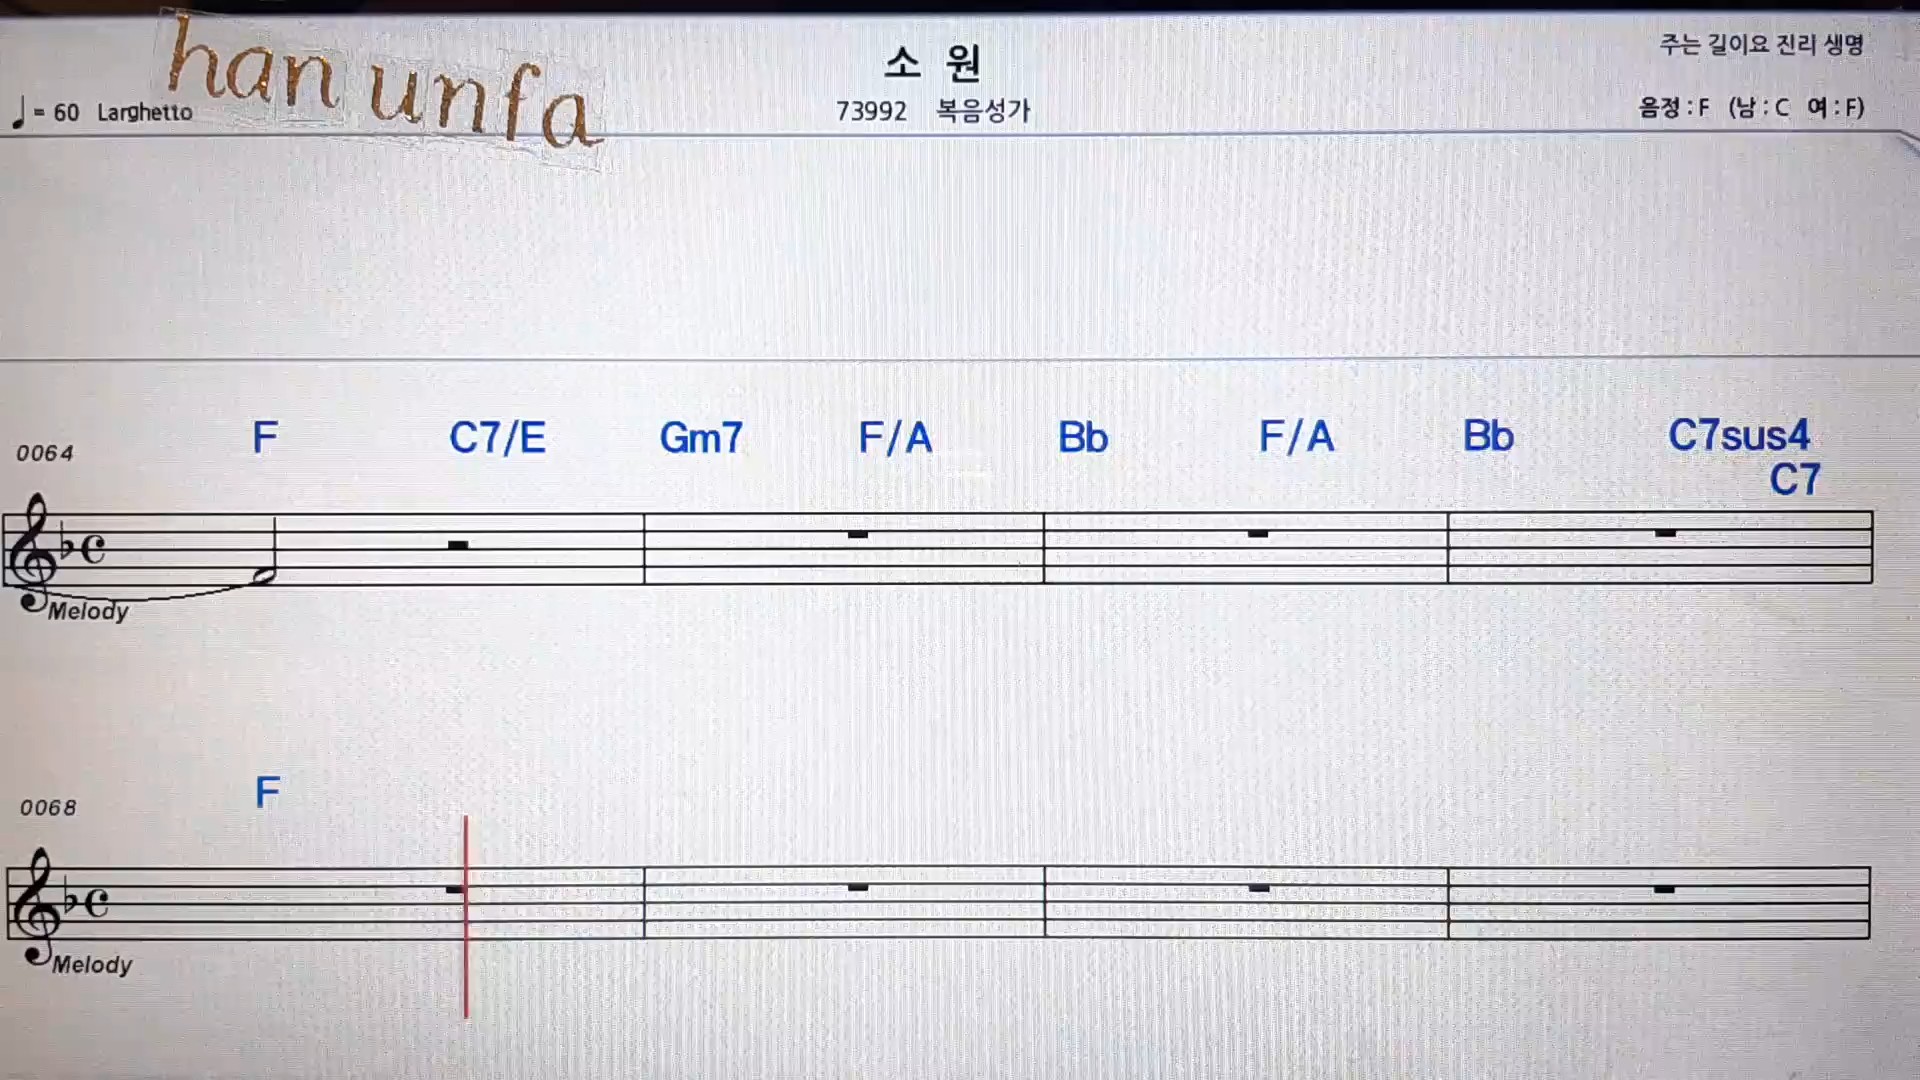 han unfa
소 원
주는 길이요 진리 생명
♩= 60 Larghetto
73992 복음성가
음정 : F (남 : C 여 : F)
0064
F C7/E Gm7 F/A Bb F/A Bb C7sus4
C7
Melody
0068
F
Melody